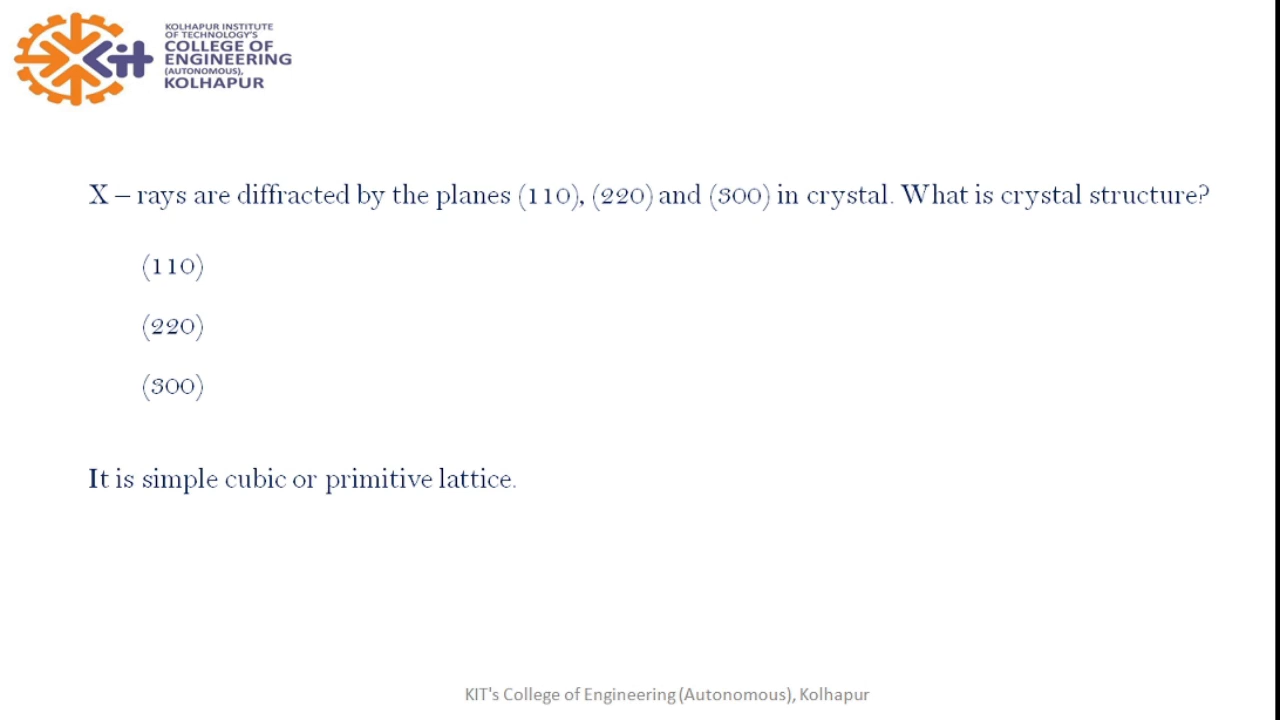 KOLHAPUR INSTITUTE
OF TECHNOLOGY'S
COLLEGE OF
ENGINEERING
(AUTONOMOUS),
KOLHAPUR
kit
X – rays are diffracted by the planes (110), (220) and (300) in crystal. What is crystal structure?
(110)
(220)
(300)
It is simple cubic or primitive lattice.
KIT's College of Engineering (Autonomous), Kolhapur